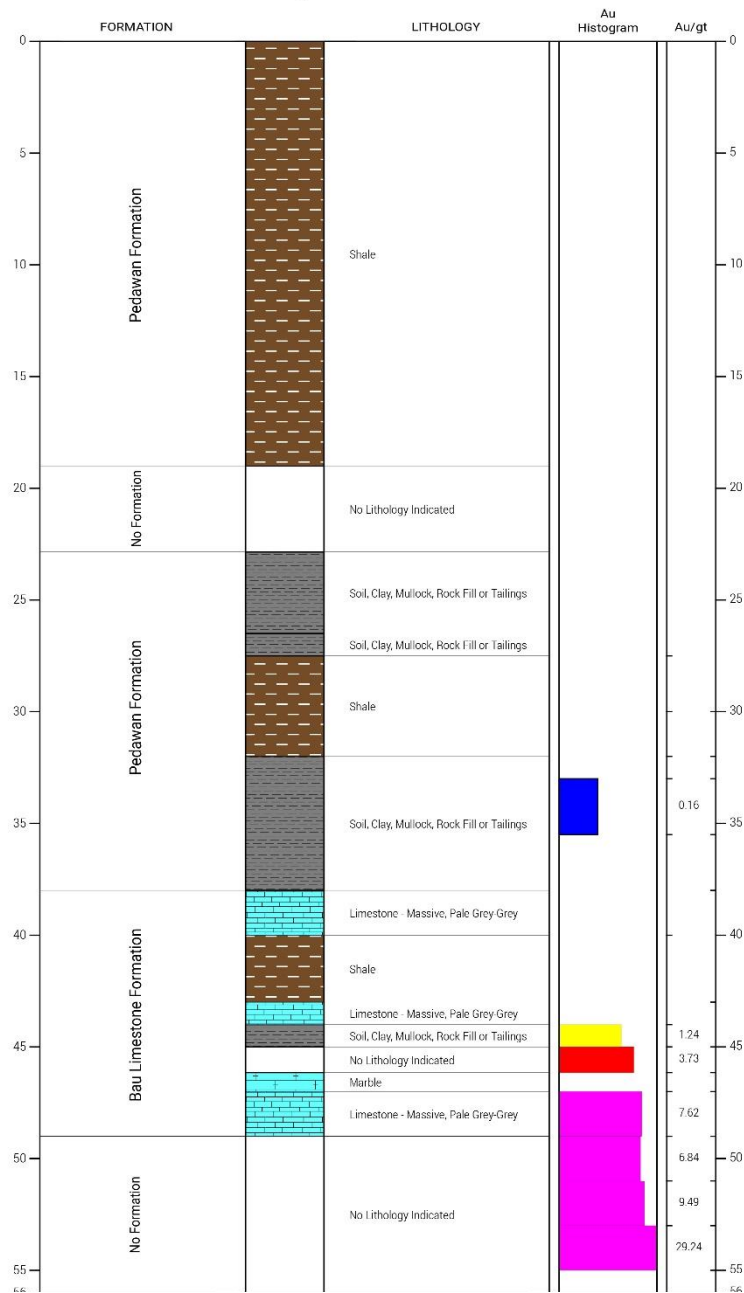 FORMATION
LITHOLOGY
Au
Histogram
Au/gt
0
0
Pedawan Formation
Shale
5
5
10
10
15
15
No Formation
No Lithology Indicated
20
20
Pedawan Formation
Soil, Clay, Mullock, Rock Fill or Tailings
25
25
Soil, Clay, Mullock, Rock Fill or Tailings
Shale
30
30
Soil, Clay, Mullock, Rock Fill or Tailings
0.16
35
35
Bau Limestone Formation
Limestone - Massive, Pale Grey-Grey
40
40
Shale
Limestone - Massive, Pale Grey-Grey
Soil, Clay, Mullock, Rock Fill or Tailings
1.24
45
45
No Lithology Indicated
3.73
Marble
Limestone - Massive, Pale Grey-Grey
7.62
No Formation
No Lithology Indicated
50
6.84
50
9.49
29.24
55
55
56
56